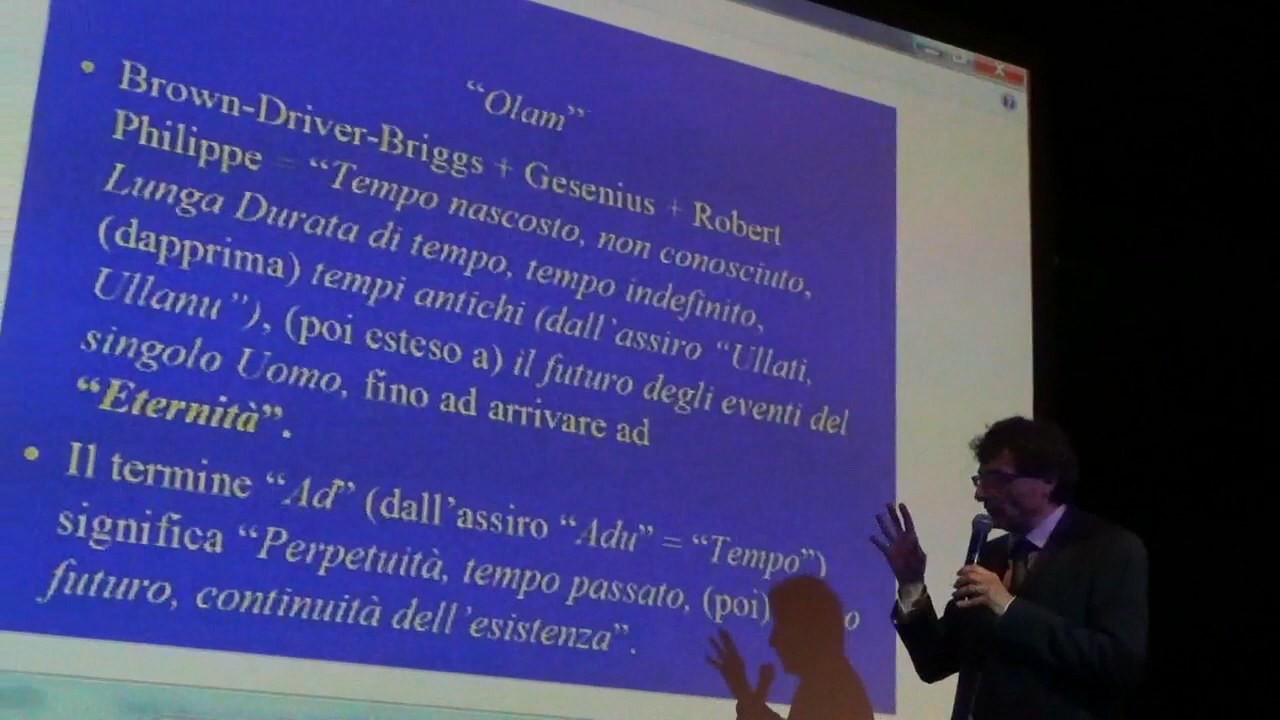 “Olam”
• Brown-Driver-Briggs + Gesenius + Robert
Philippe = “Tempo nascosto, non conosciuto,
Lunga Durata di tempo, tempo indefinito,
(dapprima) tempi antichi (dall’assiro “Ullati,
Ullanu”), (poi esteso a) il futuro degli eventi del
singolo Uomo, fino ad arrivare ad
“Eternità”.
• Il termine “Ad” (dall’assiro “Adu” = “Tempo”)
significa “Perpetuità, tempo passato, (poi)
futuro, continuità dell’esistenza”.